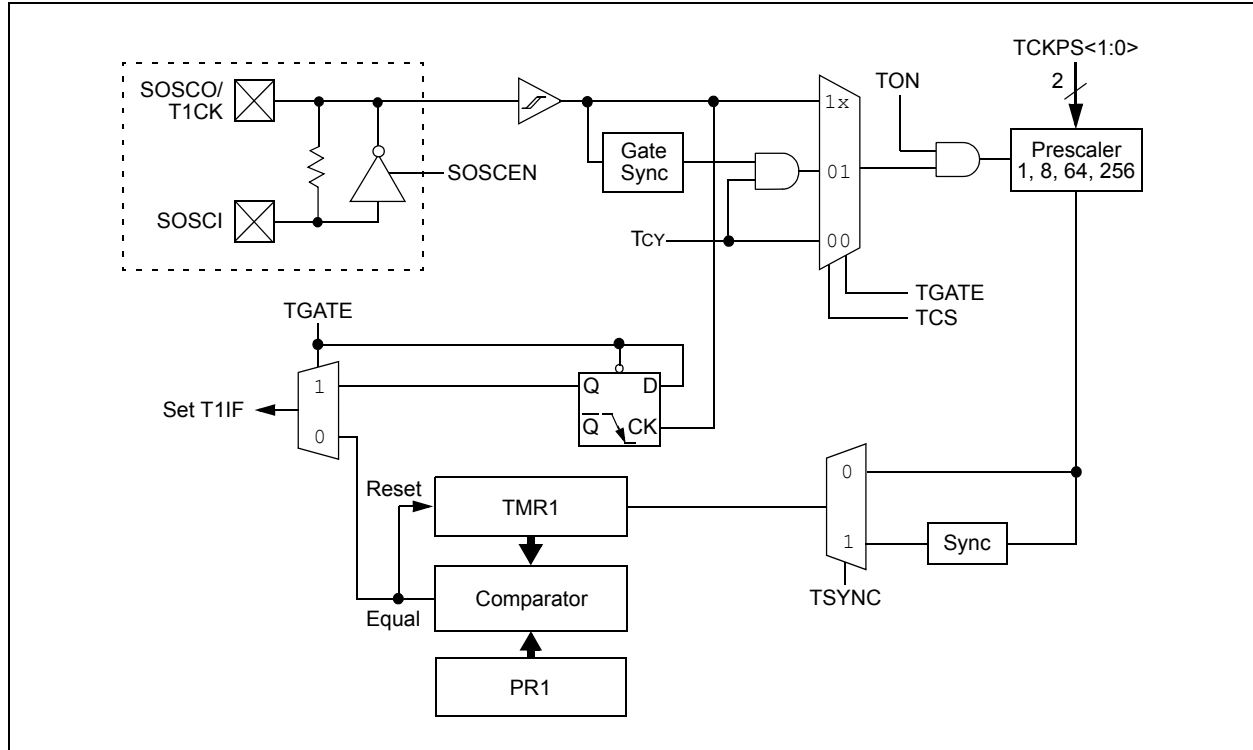 TCKPS<1:0>
2
SOSCO/
T1CK
TON
1x
Prescaler
1, 8, 64, 256
Gate
Sync
SOSCEN
01
SOSCI
TCY
00
TGATE
TCS
TGATE
1
Q
D
Set T1IF
Q
CK
0
Reset
TMR1
0
1
Sync
Comparator
TSYNC
Equal
PR1